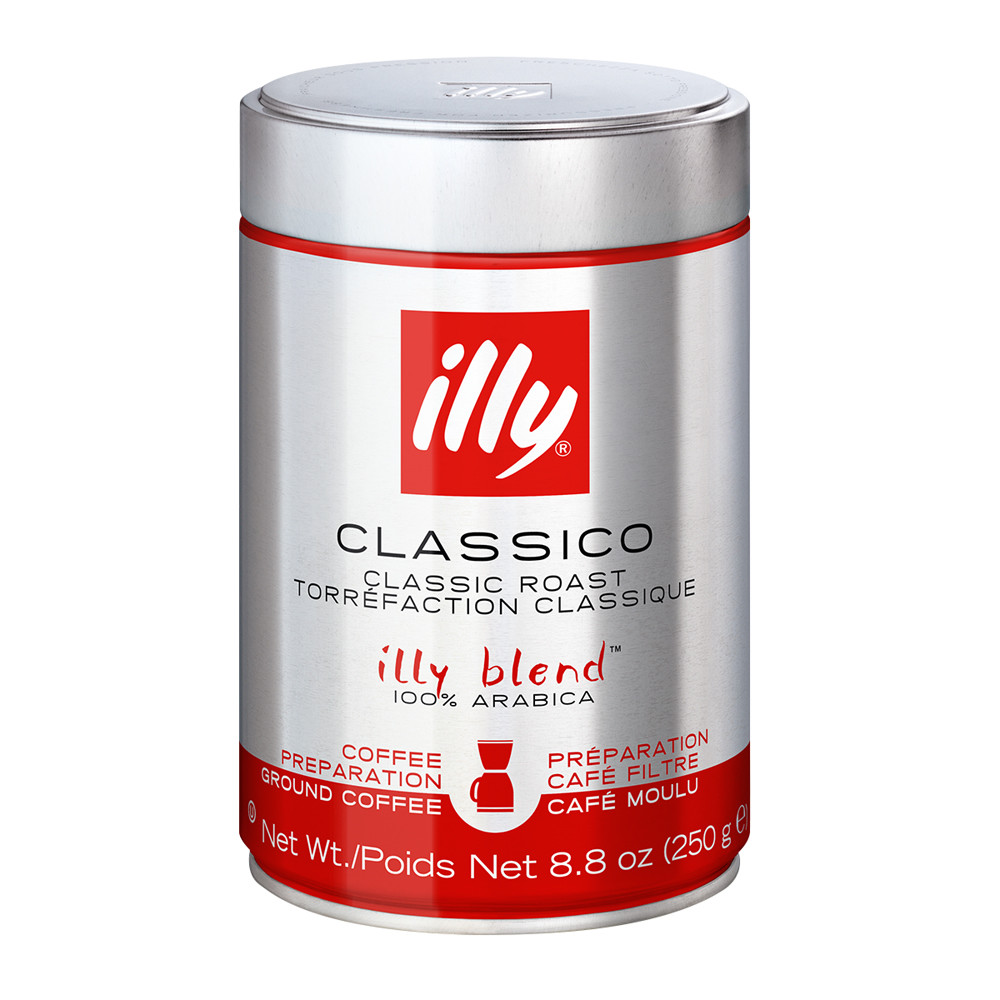 illy
illy®
CLASSICO
CLASSIC ROAST
TORRÉFACTION CLASSIQUE
illy blend™
100% ARABICA
COFFEE
PREPARATION
GROUND COFFEE
PRÉPARATION
CAFÉ FILTRE
CAFÉ MOULU
Net Wt./Poids Net 8.8 oz (250 g ℮)